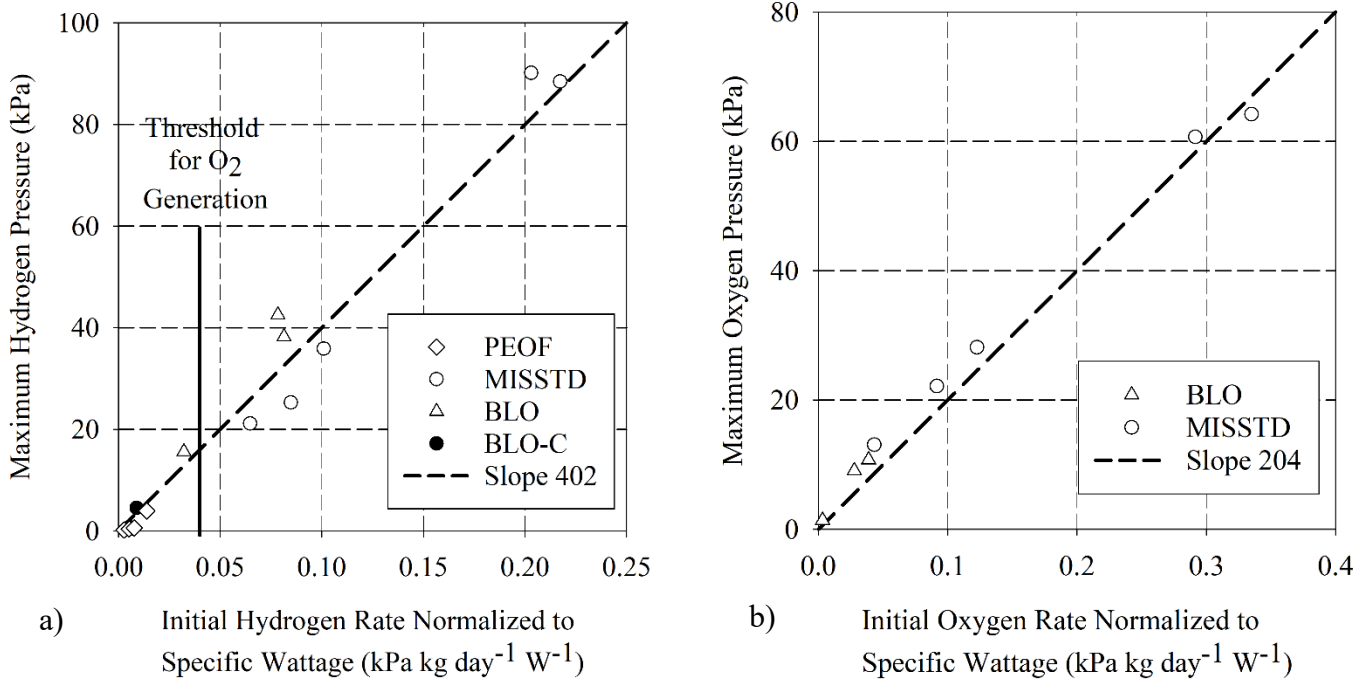 Maximum Hydrogen Pressure (kPa)
100
80
60
40
20
0
Threshold
for O2
Generation
PEOF
MISSTD
BLO
BLO-C
Slope 402
0.00 0.05 0.10 0.15 0.20 0.25
a)
Initial Hydrogen Rate Normalized to
Specific Wattage (kPa kg day-1 W-1)
Maximum Oxygen Pressure (kPa)
80
60
40
20
0
BLO
MISSTD
Slope 204
0.0 0.1 0.2 0.3 0.4
b)
Initial Oxygen Rate Normalized to
Specific Wattage (kPa kg day-1 W-1)